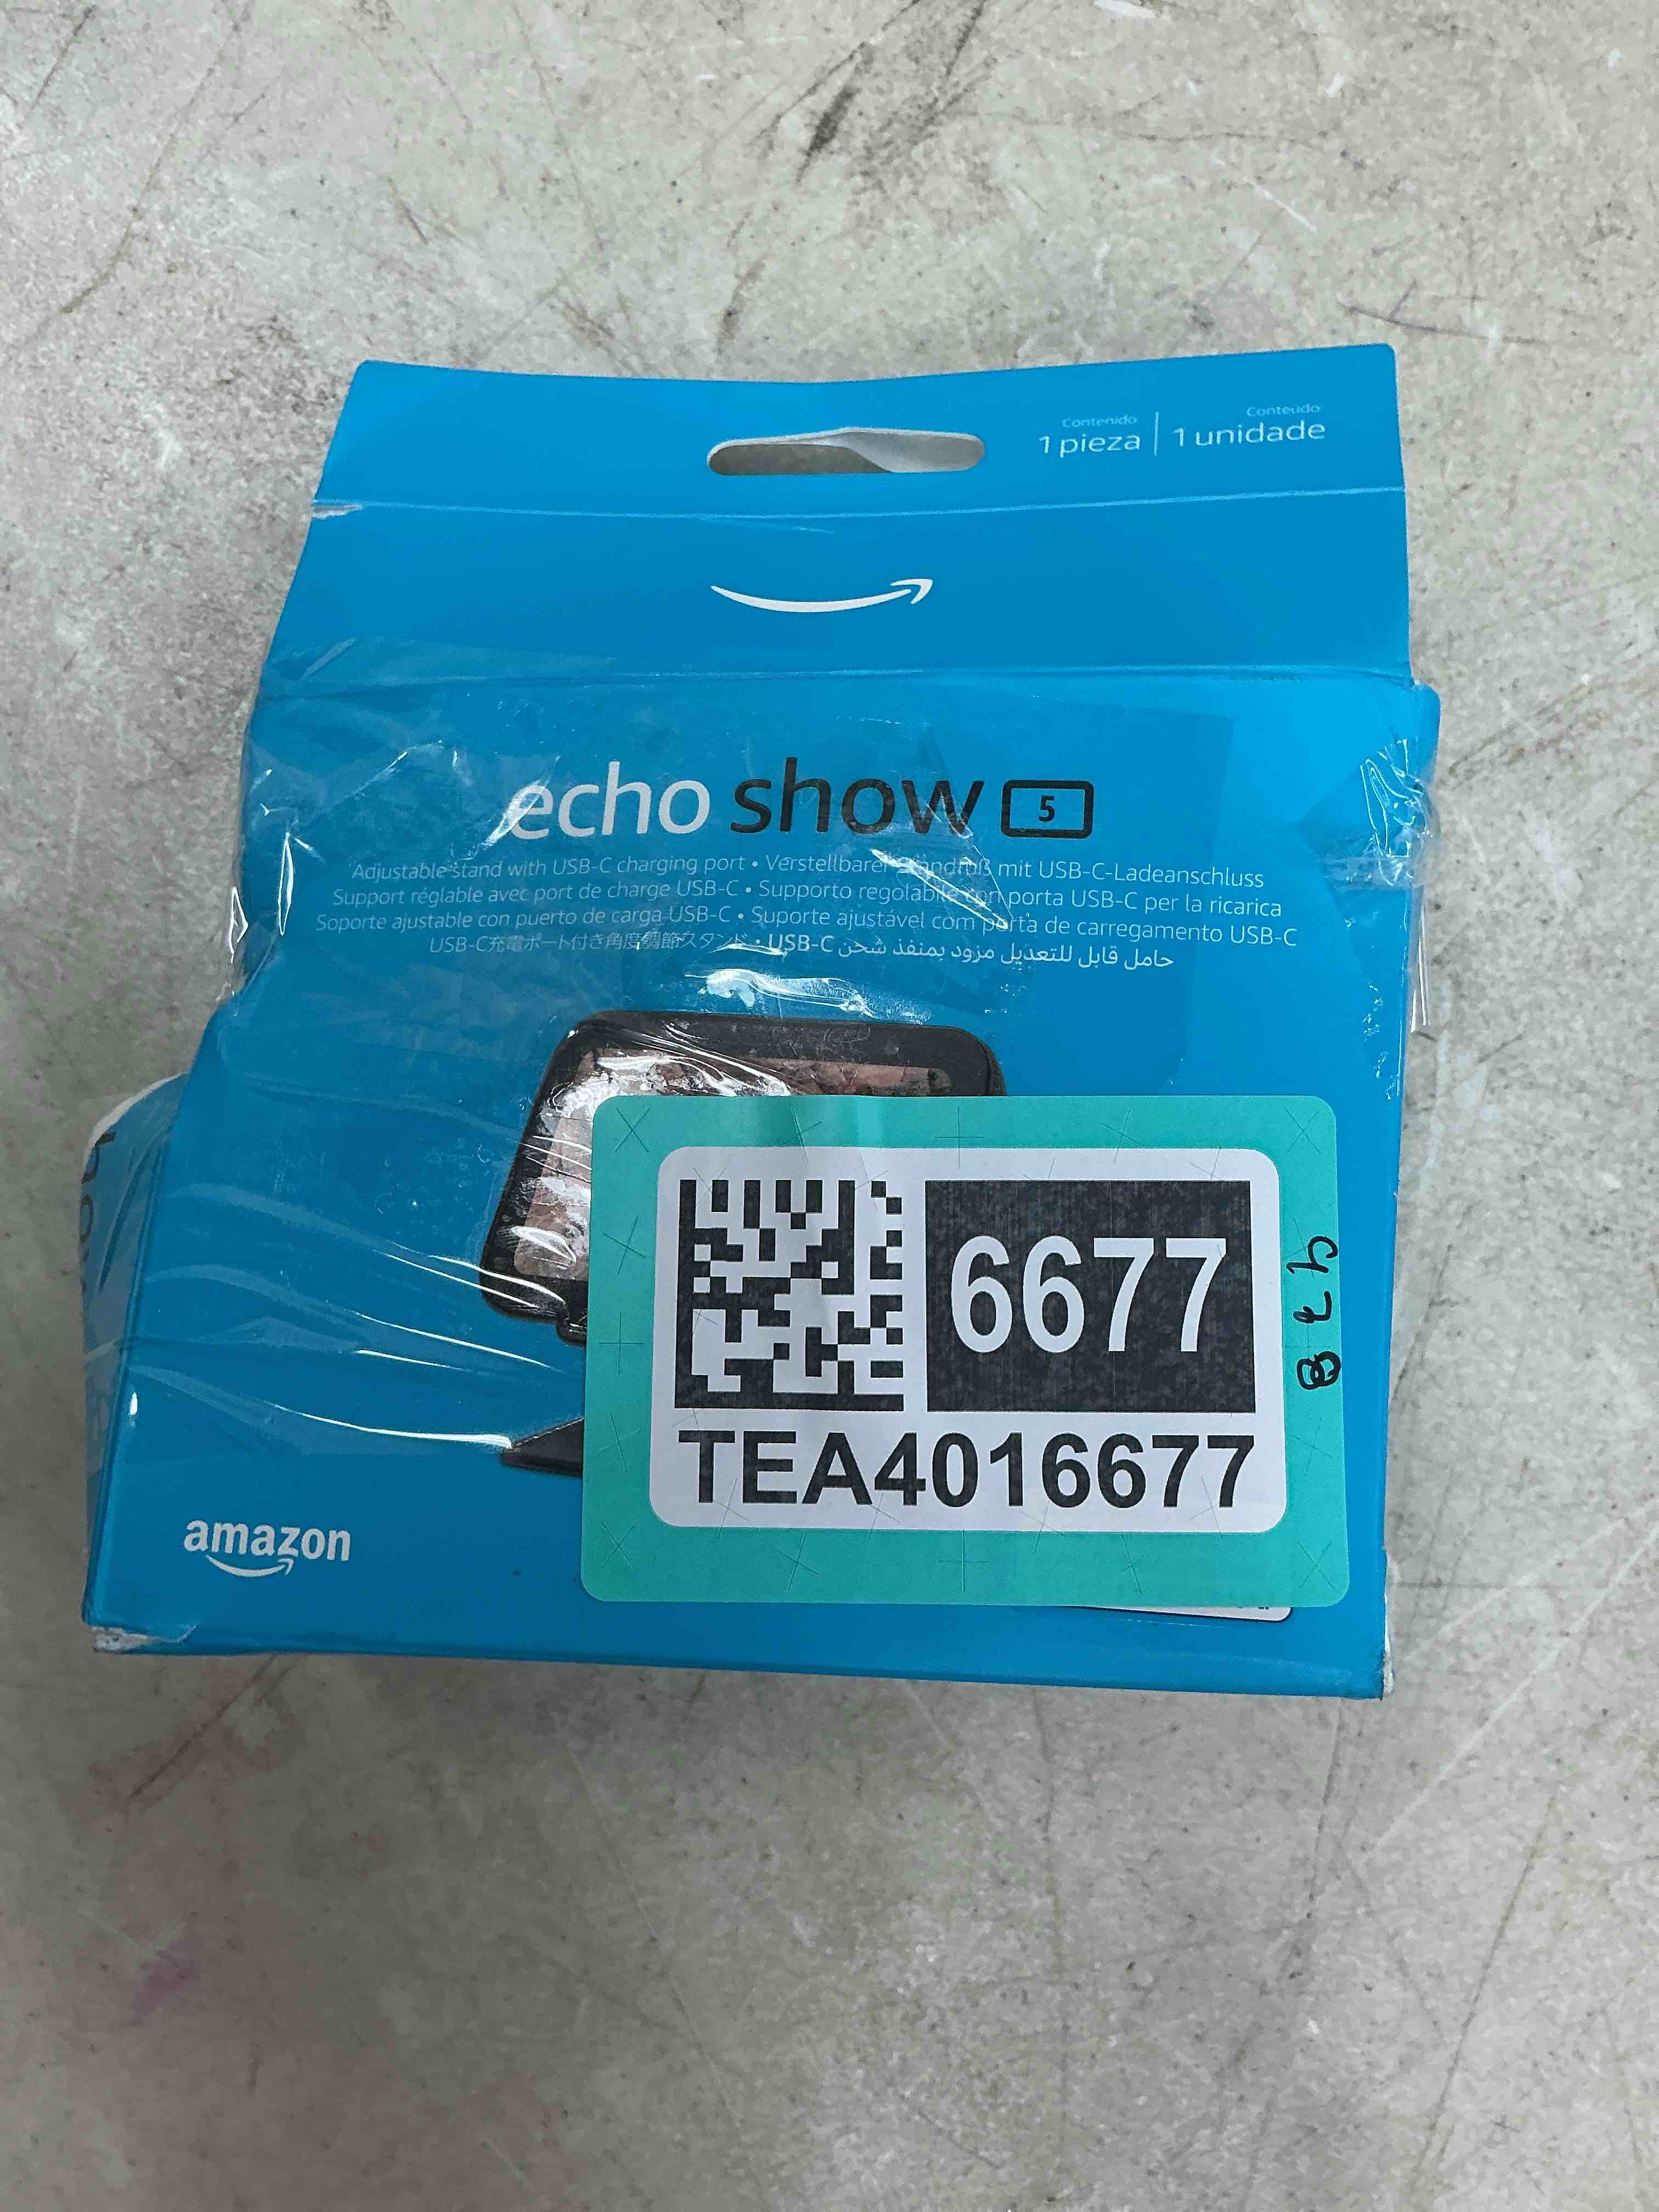 Contenido
1 pieza
Conteúdo
1 unidade
echo show 5
Adjustable stand with USB-C charging port • Verstellbarer Standfuß mit USB-C-Ladeanschluss
Support réglable avec port de charge USB-C • Supporto regolabile con porta USB-C per la ricarica
Soporte ajustable con puerto de carga USB-C • Suporte ajustável com porta de carregamento USB-C
USB-C充電ポート付き角度調節スタンド • حامل قابل للتعديل مزود بمنفذ شحن USB-C
6677
TEA4016677
amazon